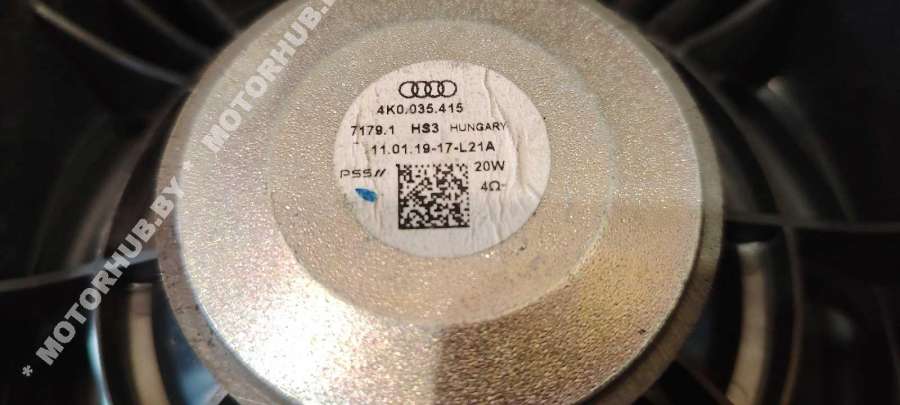 4K0.035.415
7179.1 HS3 HUNGARY
11.01.19-17-L21A
PSS// 20W
4Ω
* MOTORHUB.BY * MOTORHUB
* MOTORHUB.BY